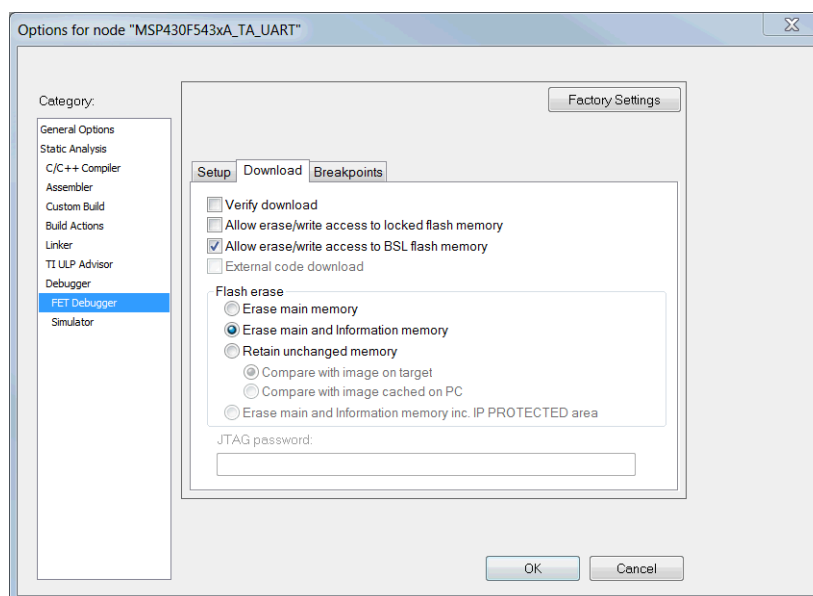 Options for node "MSP430F543xA_TA_UART"
Category:
Factory Settings
General Options
Static Analysis
C/C++ Compiler
Assembler
Custom Build
Build Actions
Linker
TI ULP Advisor
Debugger
FET Debugger
Simulator
Setup Download Breakpoints
Verify download
Allow erase/write access to locked flash memory
Allow erase/write access to BSL flash memory
External code download
Flash erase
Erase main memory
Erase main and Information memory
Retain unchanged memory
Compare with image on target
Compare with image cached on PC
Erase main and Information memory inc. IP PROTECTED area
JTAG password:
OK Cancel